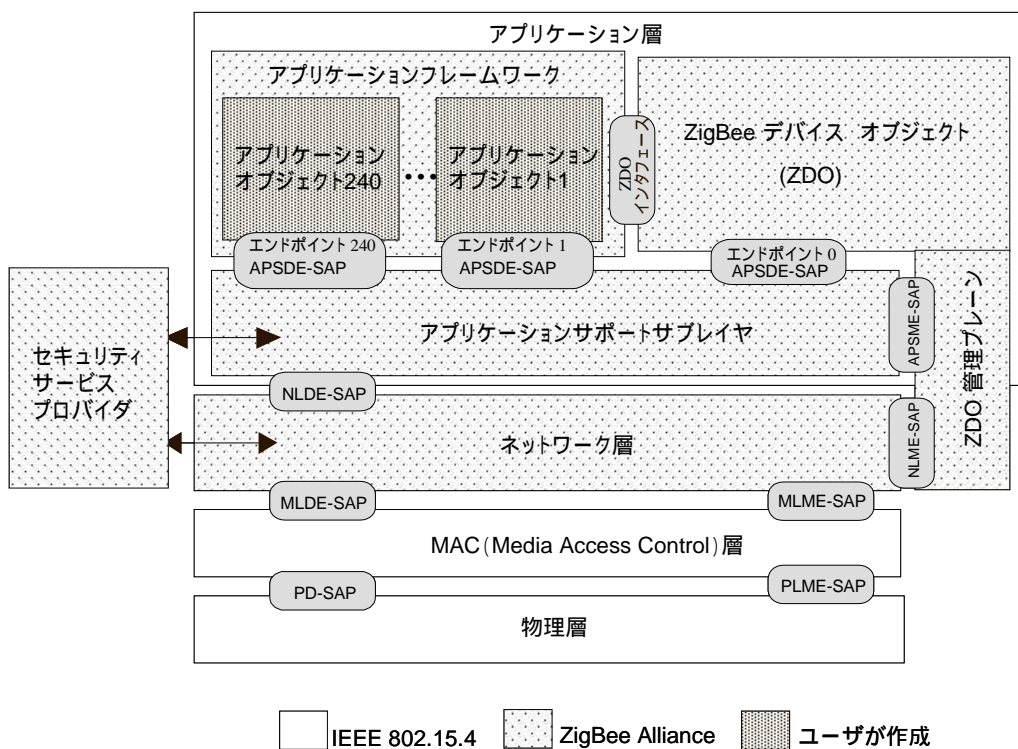 アプリケーション層
アプリケーションフレームワーク
アプリケーション
オブジェクト240
•••
アプリケーション
オブジェクト1
ZDO
インタフェース
ZigBee デバイス オブジェクト
(ZDO)
エンドポイント 240
APSDE-SAP
エンドポイント 1
APSDE-SAP
エンドポイント 0
APSDE-SAP
アプリケーションサポートサブレイヤ
APSME-SAP
ZDO 管理プレーン
セキュリティ
サービス
プロバイダ
NLDE-SAP
ネットワーク層
NLME-SAP
MLDE-SAP
MLME-SAP
MAC(Media Access Control)層
PD-SAP
PLME-SAP
物理層
IEEE 802.15.4
ZigBee Alliance
ユーザが作成